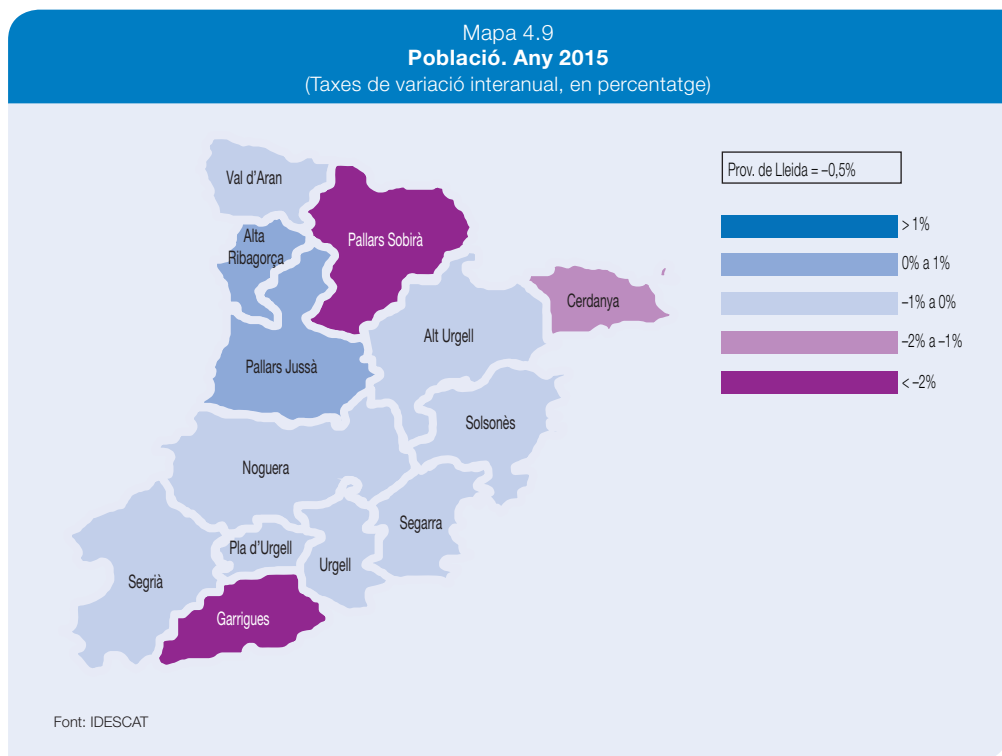 Mapa 4.9
Població. Any 2015
(Taxes de variació interanual, en percentatge)
Prov. de Lleida = –0,5%
> 1%
0% a 1%
–1% a 0%
–2% a –1%
< –2%
Val d'Aran
Alta
Ribagorça
Pallars Sobirà
Cerdanya
Alt Urgell
Pallars Jussà
Solsonès
Noguera
Segarra
Pla d'Urgell
Urgell
Segrià
Garrigues
Font: IDESCAT